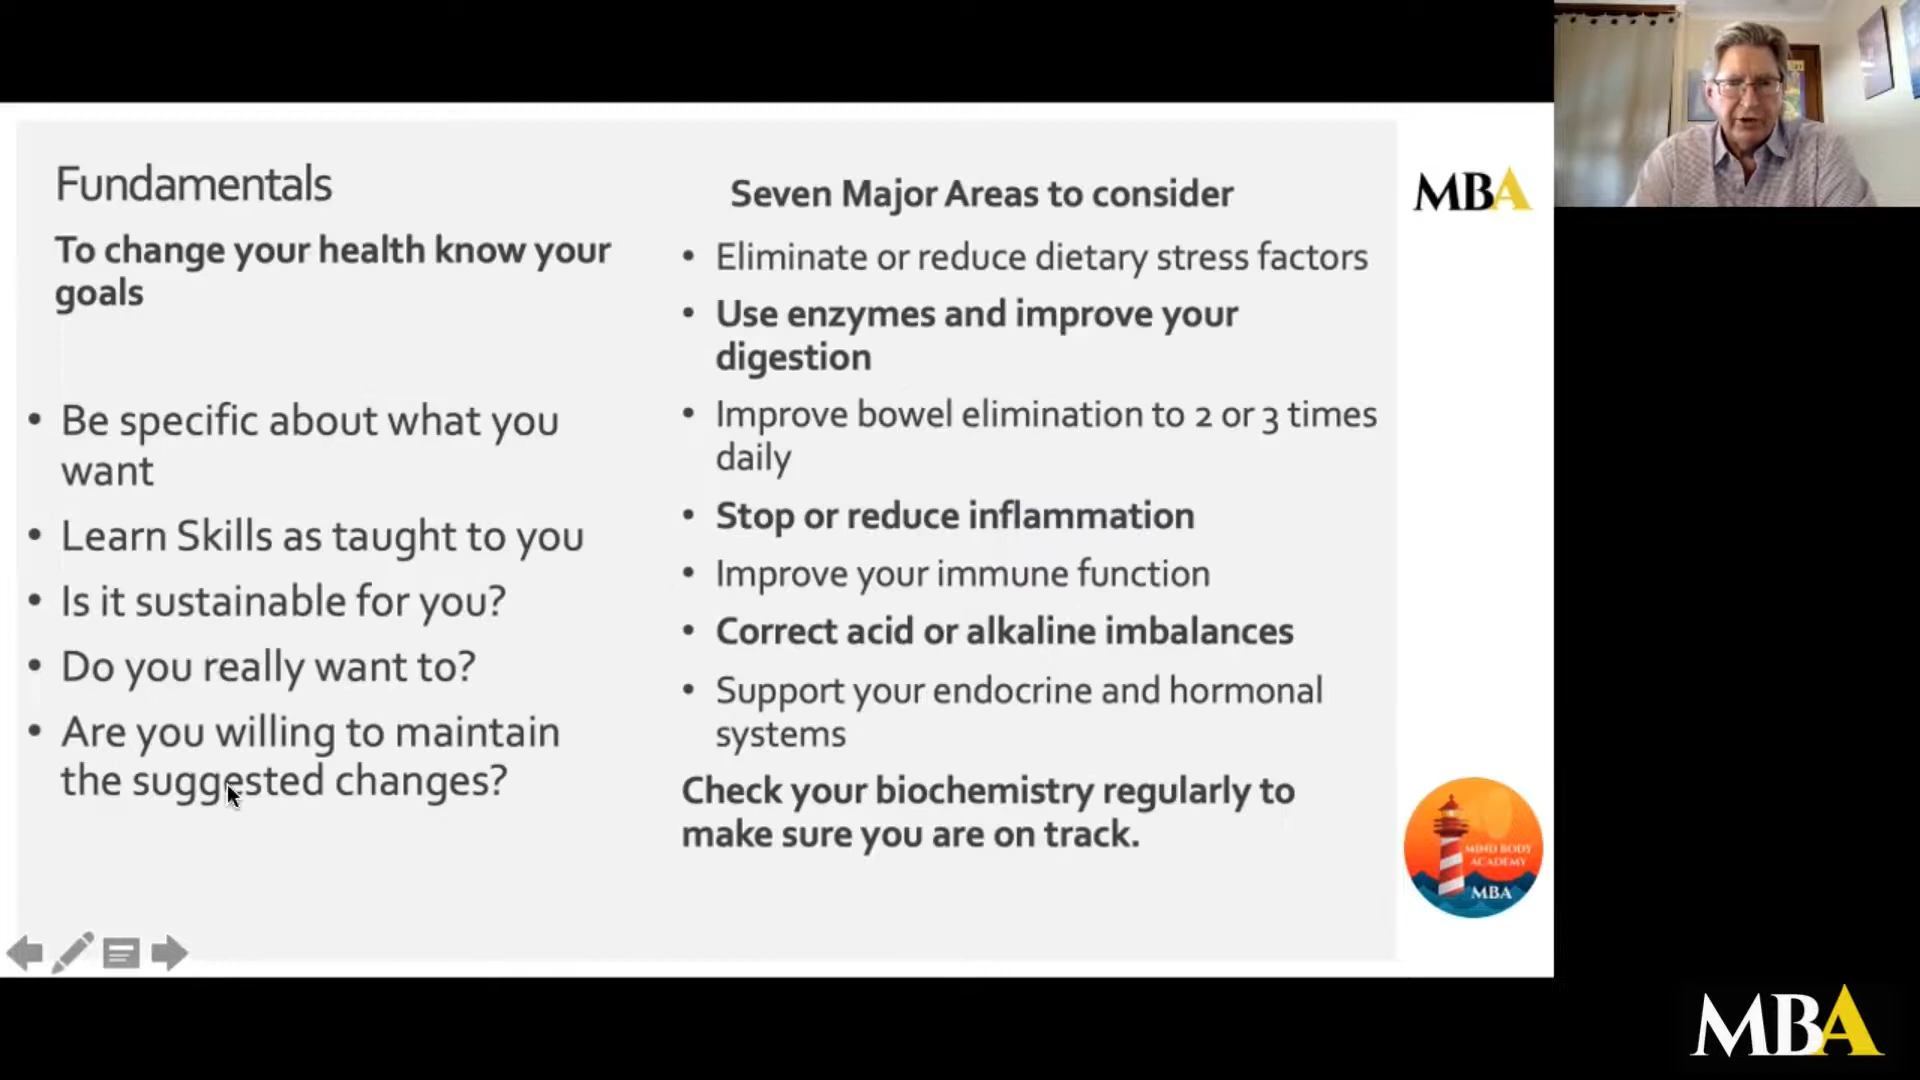 Fundamentals
To change your health know your
goals
• Be specific about what you
want
• Learn Skills as taught to you
• Is it sustainable for you?
• Do you really want to?
• Are you willing to maintain
the suggested changes?
Seven Major Areas to consider
• Eliminate or reduce dietary stress factors
• Use enzymes and improve your
digestion
• Improve bowel elimination to 2 or 3 times
daily
• Stop or reduce inflammation
• Improve your immune function
• Correct acid or alkaline imbalances
• Support your endocrine and hormonal
systems
Check your biochemistry regularly to
make sure you are on track.
MBA
MIND BODY
ACADEMY
MBA
MBA